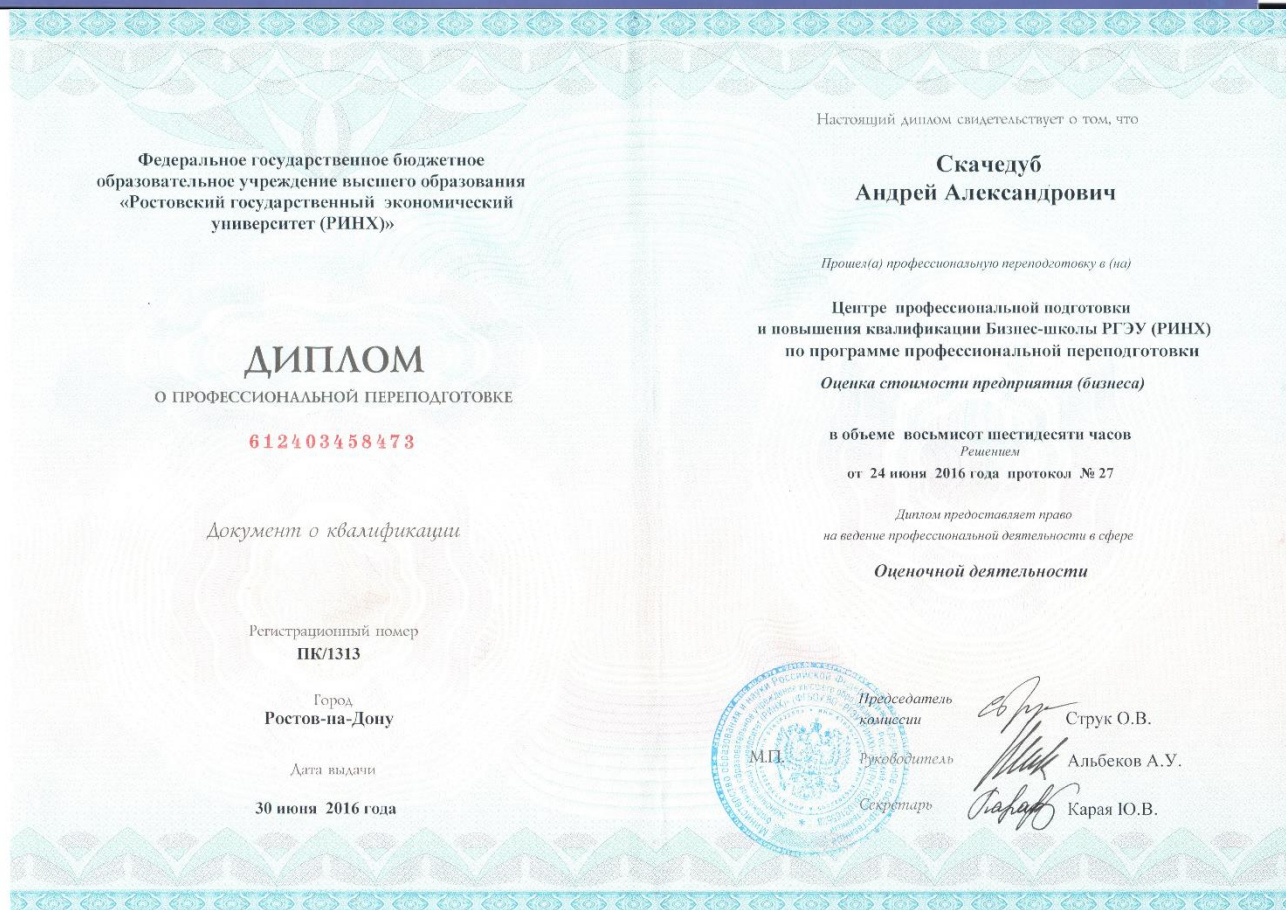 Федеральное государственное бюджетное
образовательное учреждение высшего образования
«Ростовский государственный экономический
университет (РИНХ)»
ДИПЛОМ
О ПРОФЕССИОНАЛЬНОЙ ПЕРЕПОДГОТОВКЕ
612403458473
Документ о квалификации
Регистрационный номер
ПК/1313
Город
Ростов-на-Дону
Дата выдачи
30 июня 2016 года
Настоящий диплом свидетельствует о том, что
Скачедуб
Андрей Александрович
Прошел(а) профессиональную переподготовку в (на)
Центре профессиональной подготовки
и повышения квалификации Бизнес-школы РГЭУ (РИНХ)
по программе профессиональной переподготовки
Оценка стоимости предприятия (бизнеса)
в объеме восьмисот шестидесяти часов
Решением
от 24 июня 2016 года протокол № 27
Диплом предоставляет право
на ведение профессиональной деятельности в сфере
Оценочной деятельности
Председатель
комиссии Струк О.В.
М.П. Руководитель Альбеков А.У.
Секретарь Карая Ю.В.